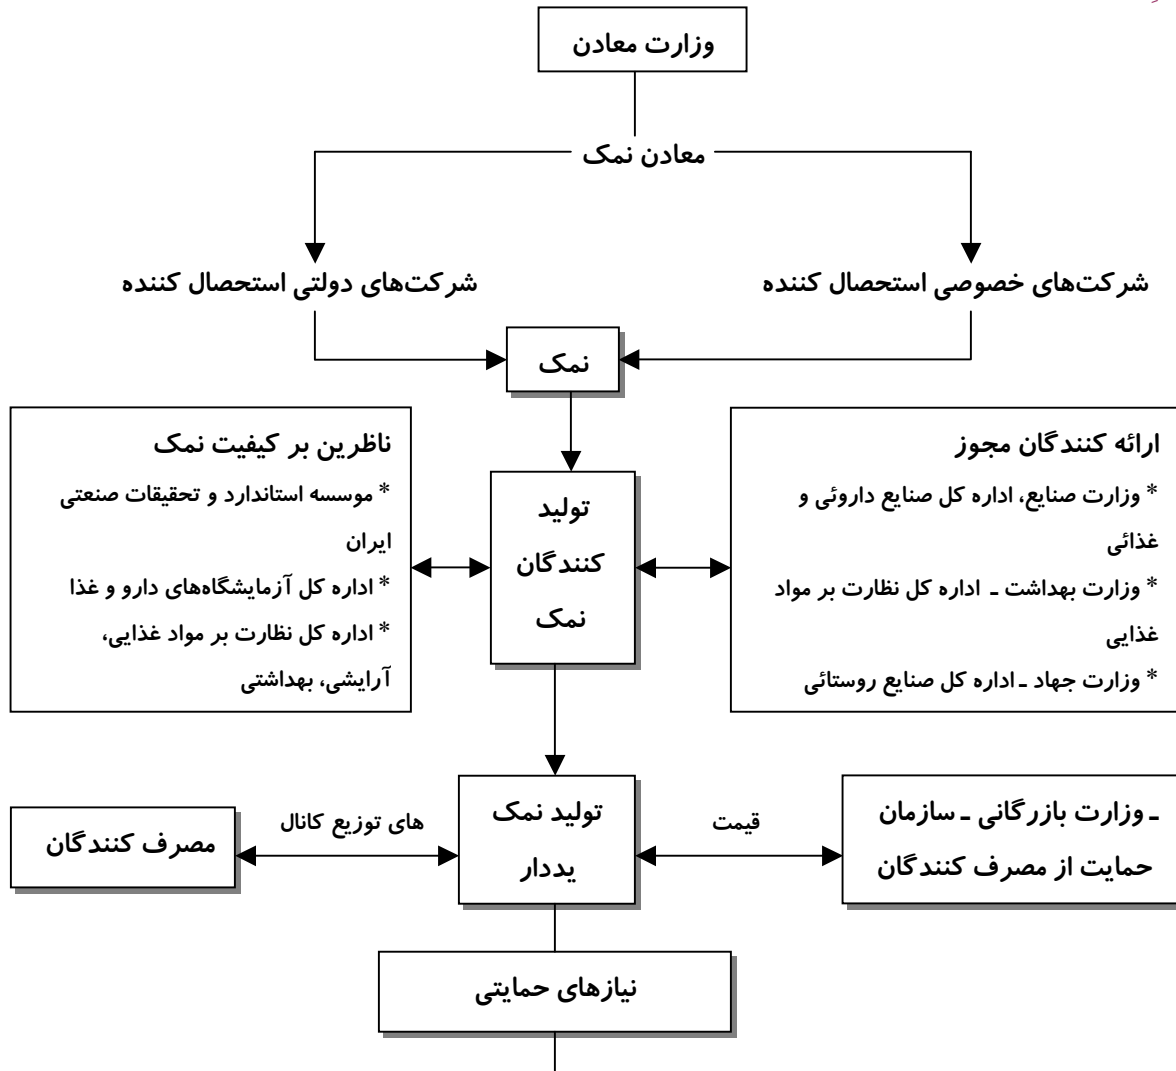 وزارت معادن
معادن نمک
شرکت‌های خصوصی استحصال کننده
شرکت‌های دولتی استحصال کننده
نمک
ارائه کنندگان مجوز
* وزارت صنایع، اداره کل صنایع داروئی و
غذائی
* وزارت بهداشت ـ اداره کل نظارت بر مواد
غذایی
* وزارت جهاد ـ اداره کل صنایع روستائی
تولید
کنندگان
نمک
ناظرین بر کیفیت نمک
* موسسه استاندارد و تحقیقات صنعتی
ایران
* اداره کل آزمایشگاه‌های دارو و غذا
* اداره کل نظارت بر مواد غذایی،
آرایشی، بهداشتی
ـ وزارت بازرگانی ـ سازمان
حمایت از مصرف کنندگان
قیمت
تولید نمک
یددار
های توزیع کانال
مصرف کنندگان
نیازهای حمایتی